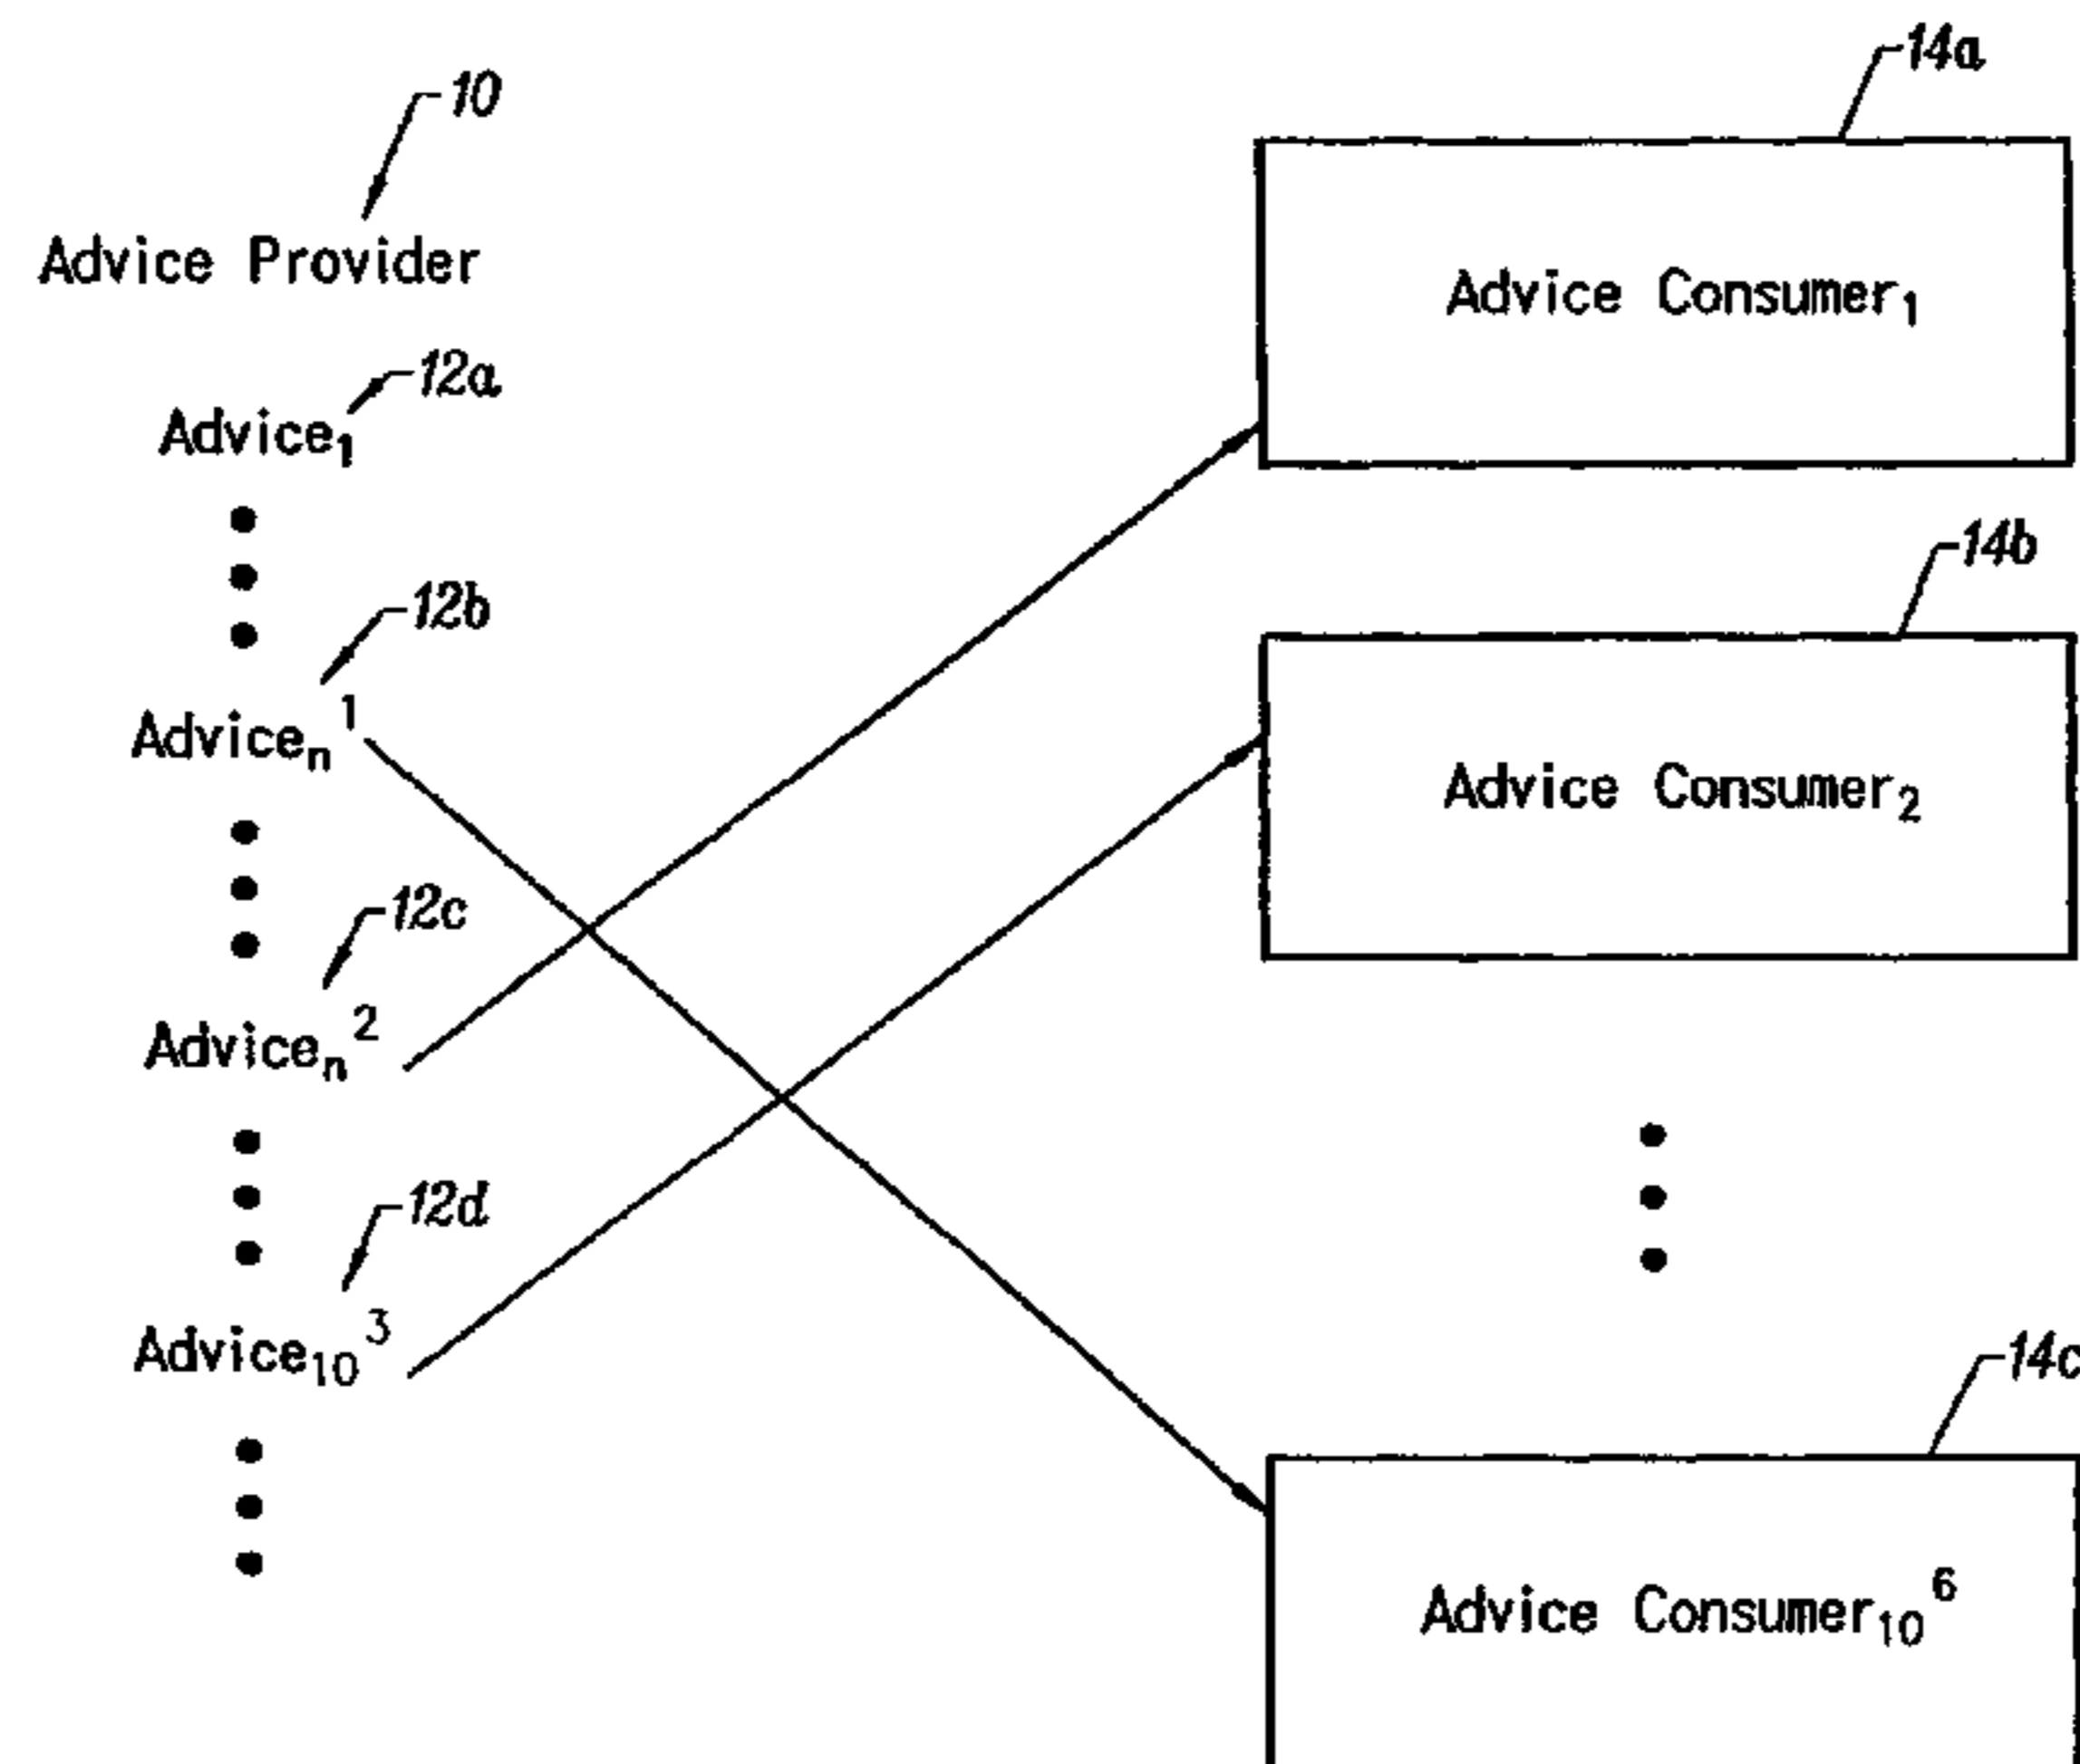 10
Advice Provider
12a
Advice₁
12b
Adviceₙ¹
12c
Adviceₙ²
12d
Advice₁₀³
14a
Advice Consumer₁
14b
Advice Consumer₂
14c
Advice Consumer₁₀⁶